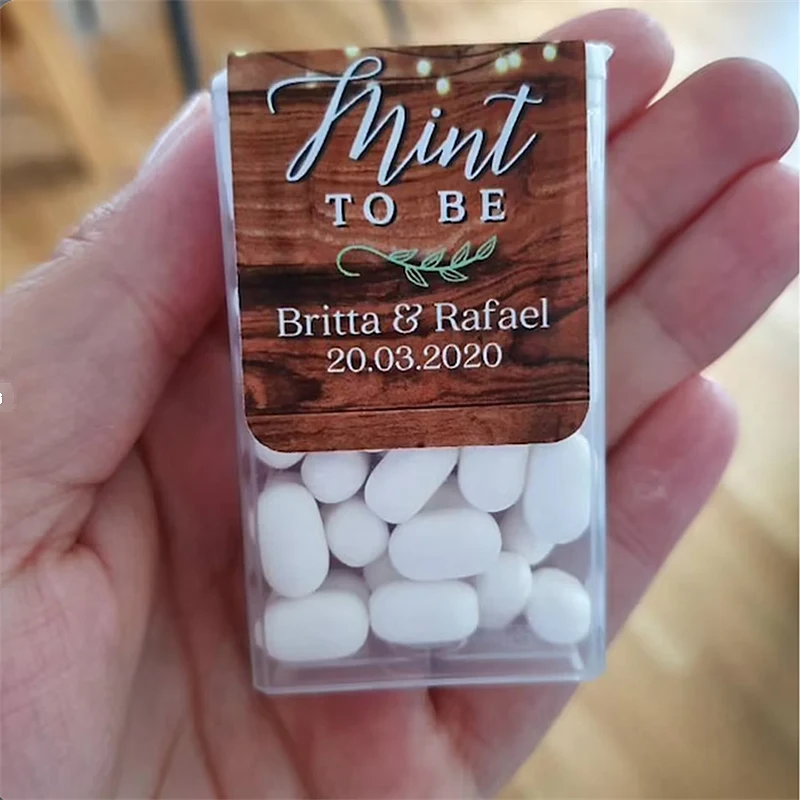 Mint
TO BE
Britta & Rafael
20.03.2020